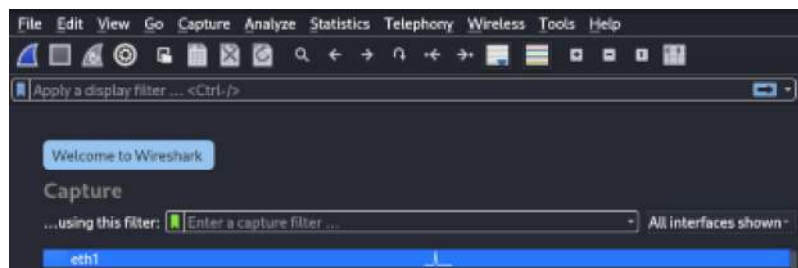 File Edit View Go Capture Analyze Statistics Telephony Wireless Tools Help
Apply a display filter ... <Ctrl-/>
Welcome to Wireshark
Capture
...using this filter: Enter a capture filter ... All interfaces shown
eth1